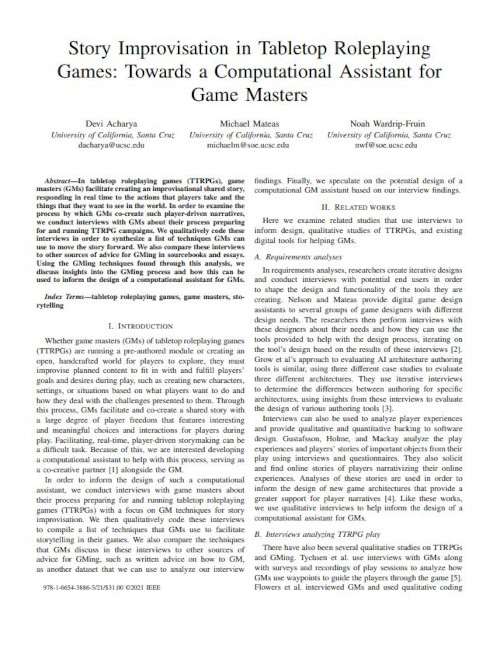 Story Improvisation in Tabletop Roleplaying
Games: Towards a Computational Assistant for
Game Masters
Devi Acharya
University of California, Santa Cruz
dacharya@ucsc.edu
Michael Mateas
University of California, Santa Cruz
michaelm@soe.ucsc.edu
Noah Wardrip-Fruin
University of California, Santa Cruz
nwf@soe.ucsc.edu
Abstract—In tabletop roleplaying games (TTRPGs), game
masters (GMs) facilitate creating an improvisational shared story,
responding in real time to the actions that players take and the
things that they want to see in the world. In order to examine the
process by which GMs co-create such player-driven narratives,
we conduct interviews with GMs about their process preparing
for and running TTRPG campaigns. We qualitatively code these
interviews in order to synthesize a list of techniques GMs can
use to move the story forward. We also compare these interviews
to other sources of advice for GMing in sourcebooks and essays.
Using the GMing techniques found through this analysis, we
discuss insights into the GMing process and how this can be
used to inform the design of a computational assistant for GMs.
Index Terms—tabletop roleplaying games, game masters, sto-
rytelling
I. Introduction
Whether game masters (GMs) of tabletop roleplaying games
(TTRPGs) are running a pre-authored module or creating an
open, handcrafted world for players to explore, they must
improvise planned content to fit in with and fulfill players'
goals and desires during play, such as creating new characters,
settings, or situations based on what players want to do and
how they deal with the challenges presented to them. Through
this process, GMs facilitate and co-create a shared story with
a large degree of player freedom that features interesting
and meaningful choices and interactions for players during
play. Facilitating, real-time, player-driven storymaking can be
a difficult task. Because of this, we are interested developing
a computational assistant to help with this process, serving as
a co-creative partner [1] alongside the GM.
In order to inform the design of such a computational
assistant, we conduct interviews with game masters about
their process preparing for and running tabletop roleplaying
games (TTRPGs) with a focus on GM techniques for story
improvisation. We then qualitatively code these interviews
to compile a list of techniques that GMs use to facilitate
storytelling in their games. We also compare the techniques
that GMs discuss in these interviews to other sources of
advice for GMing, such as written advice on how to GM,
as another dataset that we can use to analyze our interview
978-1-6654-3886-5/21/$31.00 ©2021 IEEE
findings. Finally, we speculate on the potential design of a
computational GM assistant based on our interview findings.
II. Related works
Here we examine related studies that use interviews to
inform design, qualitative studies of TTRPGs, and existing
digital tools for helping GMs.
A. Requirements analyses
In requirements analyses, researchers create iterative designs
and conduct interviews with potential end users in order
to shape the design and functionality of the tools they are
creating. Nelson and Mateas provide digital game design
assistants to several groups of game designers with different
design needs. The researchers then perform interviews with
these designers about their needs and how they can use the
tools provided to help with the design process, iterating on
the tool's design based on the results of these interviews [2].
Grow et al's approach to evaluating AI architecture authoring
tools is similar, using three different case studies to evaluate
three different architectures. They use iterative interviews
to determine the differences between authoring for specific
architectures, using insights from these interviews to evaluate
the design of various authoring tools [3].
Interviews can also be used to analyze player experiences
and provide qualitative and quantitative backing to software
design. Gustafsson, Holme, and Mackay analyze the play
experiences and players' stories of important objects from their
play using interviews and questionnaires. They also solicit
and find online stories of players narrativizing their online
experiences. Analyses of these stories are used in order to
inform the design of new game architectures that provide a
greater support for player narratives [4]. Like these works,
we use qualitative interviews to help inform the design of a
computational assistant for GMs.
B. Interviews analyzing TTRPG play
There have also been several qualitative studies on TTRPGs
and GMing. Tychsen et al. use interviews with GMs along
with surveys and recordings of play sessions to analyze how
GMs use waypoints to guide the players through the game [5].
Flowers et al. interviewed GMs and used qualitative coding